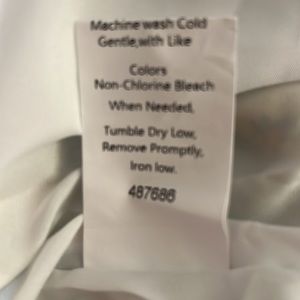 Machine wash Cold
Gentle,with Like
Colors
Non-Chlorine Bleach
When Needed,
Tumble Dry Low,
Remove Promptly,
Iron low.
487686